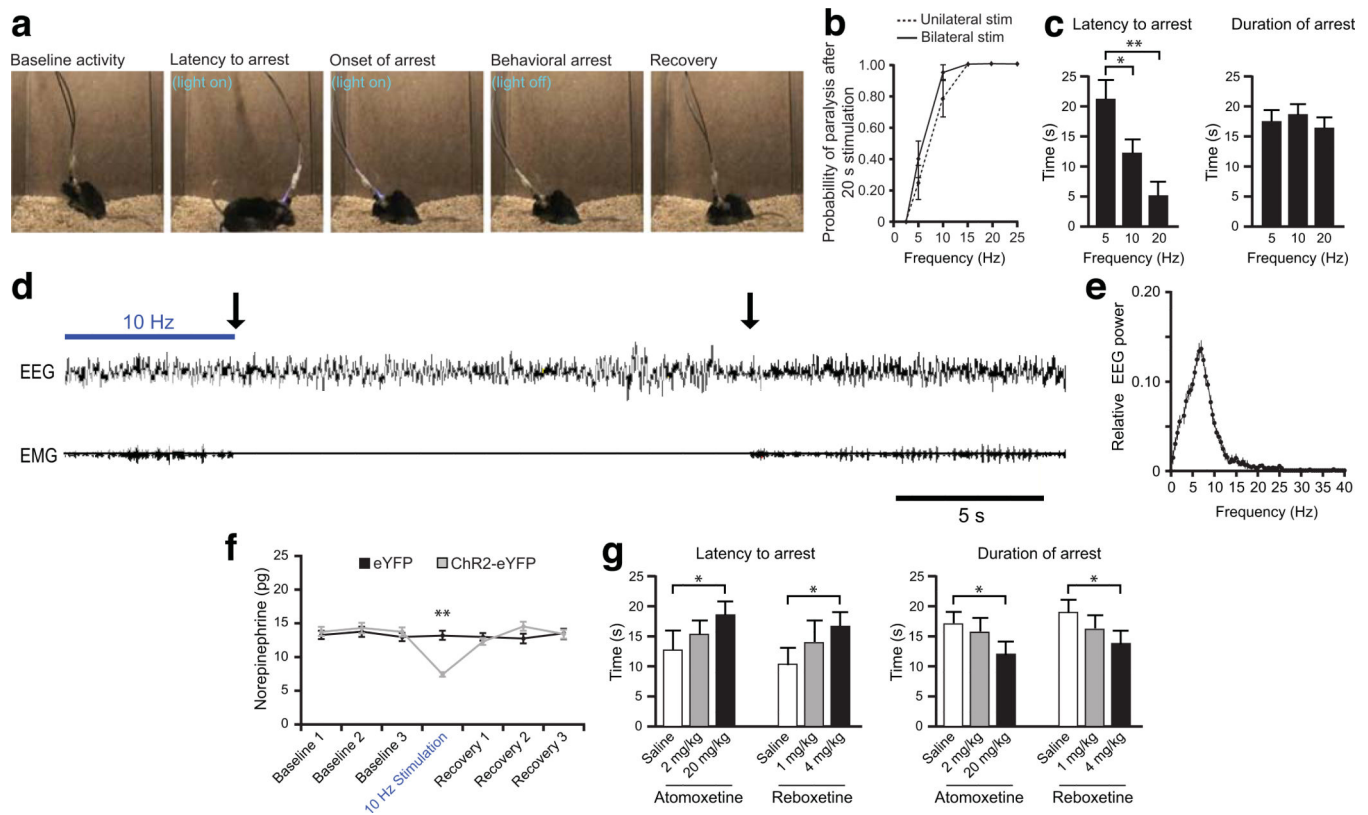 a
Baseline activity
Latency to arrest
(light on)
Onset of arrest
(light on)
Behavioral arrest
(light off)
Recovery
b
Unilateral stim
Bilateral stim
Probability of paralysis after
20 s stimulation
1.00
0.80
0.60
0.40
0.20
0
0 5 10 15 20 25
Frequency (Hz)
c
Latency to arrest
**
*
Time (s)
25
20
15
10
5
0
5 10 20
Frequency (Hz)
Duration of arrest
Time (s)
25
20
15
10
5
0
5 10 20
Frequency (Hz)
d
10 Hz
EEG
EMG
5 s
e
Relative EEG power
0.20
0.10
0
0 5 10 15 20 25 30 35 40
Frequency (Hz)
f
eYFP
ChR2-eYFP
**
Norepinephrine (pg)
25
20
15
10
5
0
Baseline 1
Baseline 2
Baseline 3
10 Hz Stimulation
Recovery 1
Recovery 2
Recovery 3
g
Latency to arrest
*
*
Time (s)
25
20
15
10
5
0
Saline
2 mg/kg
20 mg/kg
Saline
1 mg/kg
4 mg/kg
Atomoxetine
Reboxetine
Duration of arrest
*
*
Time (s)
25
20
15
10
5
0
Saline
2 mg/kg
20 mg/kg
Saline
1 mg/kg
4 mg/kg
Atomoxetine
Reboxetine